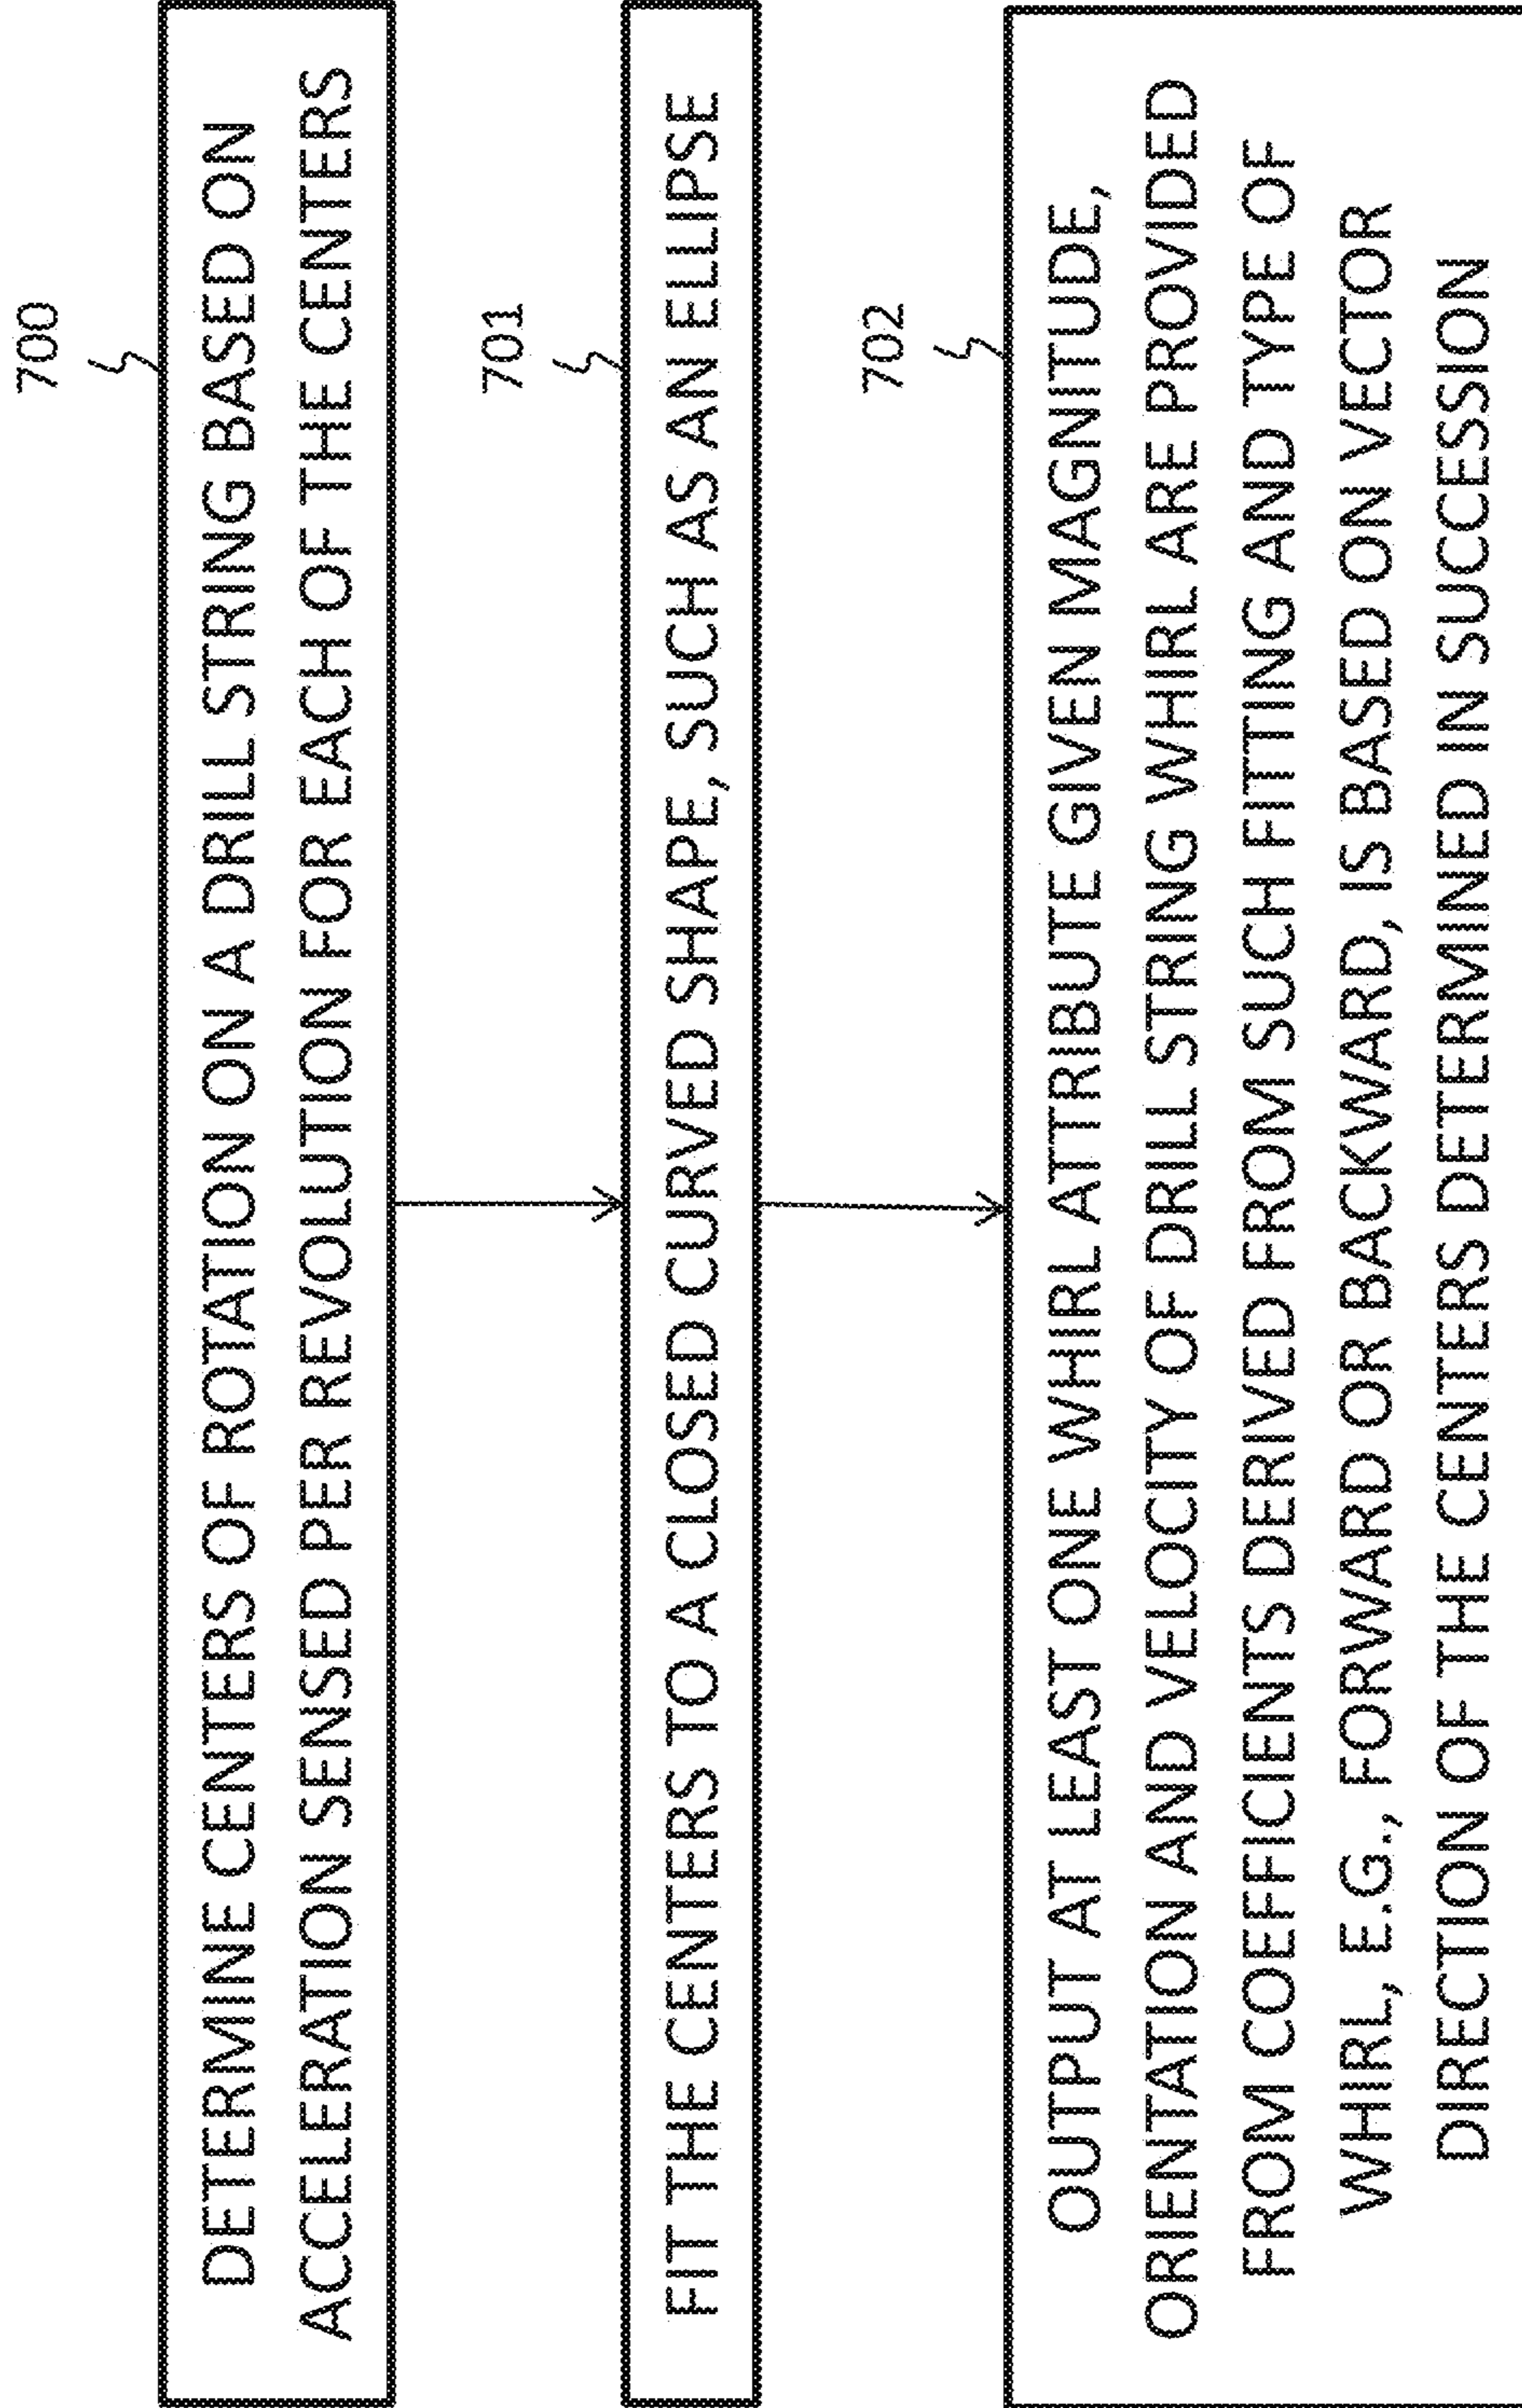 700
DETERMINE CENTERS OF ROTATION ON A DRILL STRING BASED ON
ACCELERATION SENSED PER REVOLUTION FOR EACH OF THE CENTERS
701
FIT THE CENTERS TO A CLOSED CURVED SHAPE, SUCH AS AN ELLIPSE
702
OUTPUT AT LEAST ONE WHIRL ATTRIBUTE GIVEN MAGNITUDE,
ORIENTATION AND VELOCITY OF DRILL STRING WHIRL ARE PROVIDED
FROM COEFFICIENTS DERIVED FROM SUCH FITTING AND TYPE OF
WHIRL, E.G., FORWARD OR BACKWARD, IS BASED ON VECTOR
DIRECTION OF THE CENTERS DETERMINED IN SUCCESSION